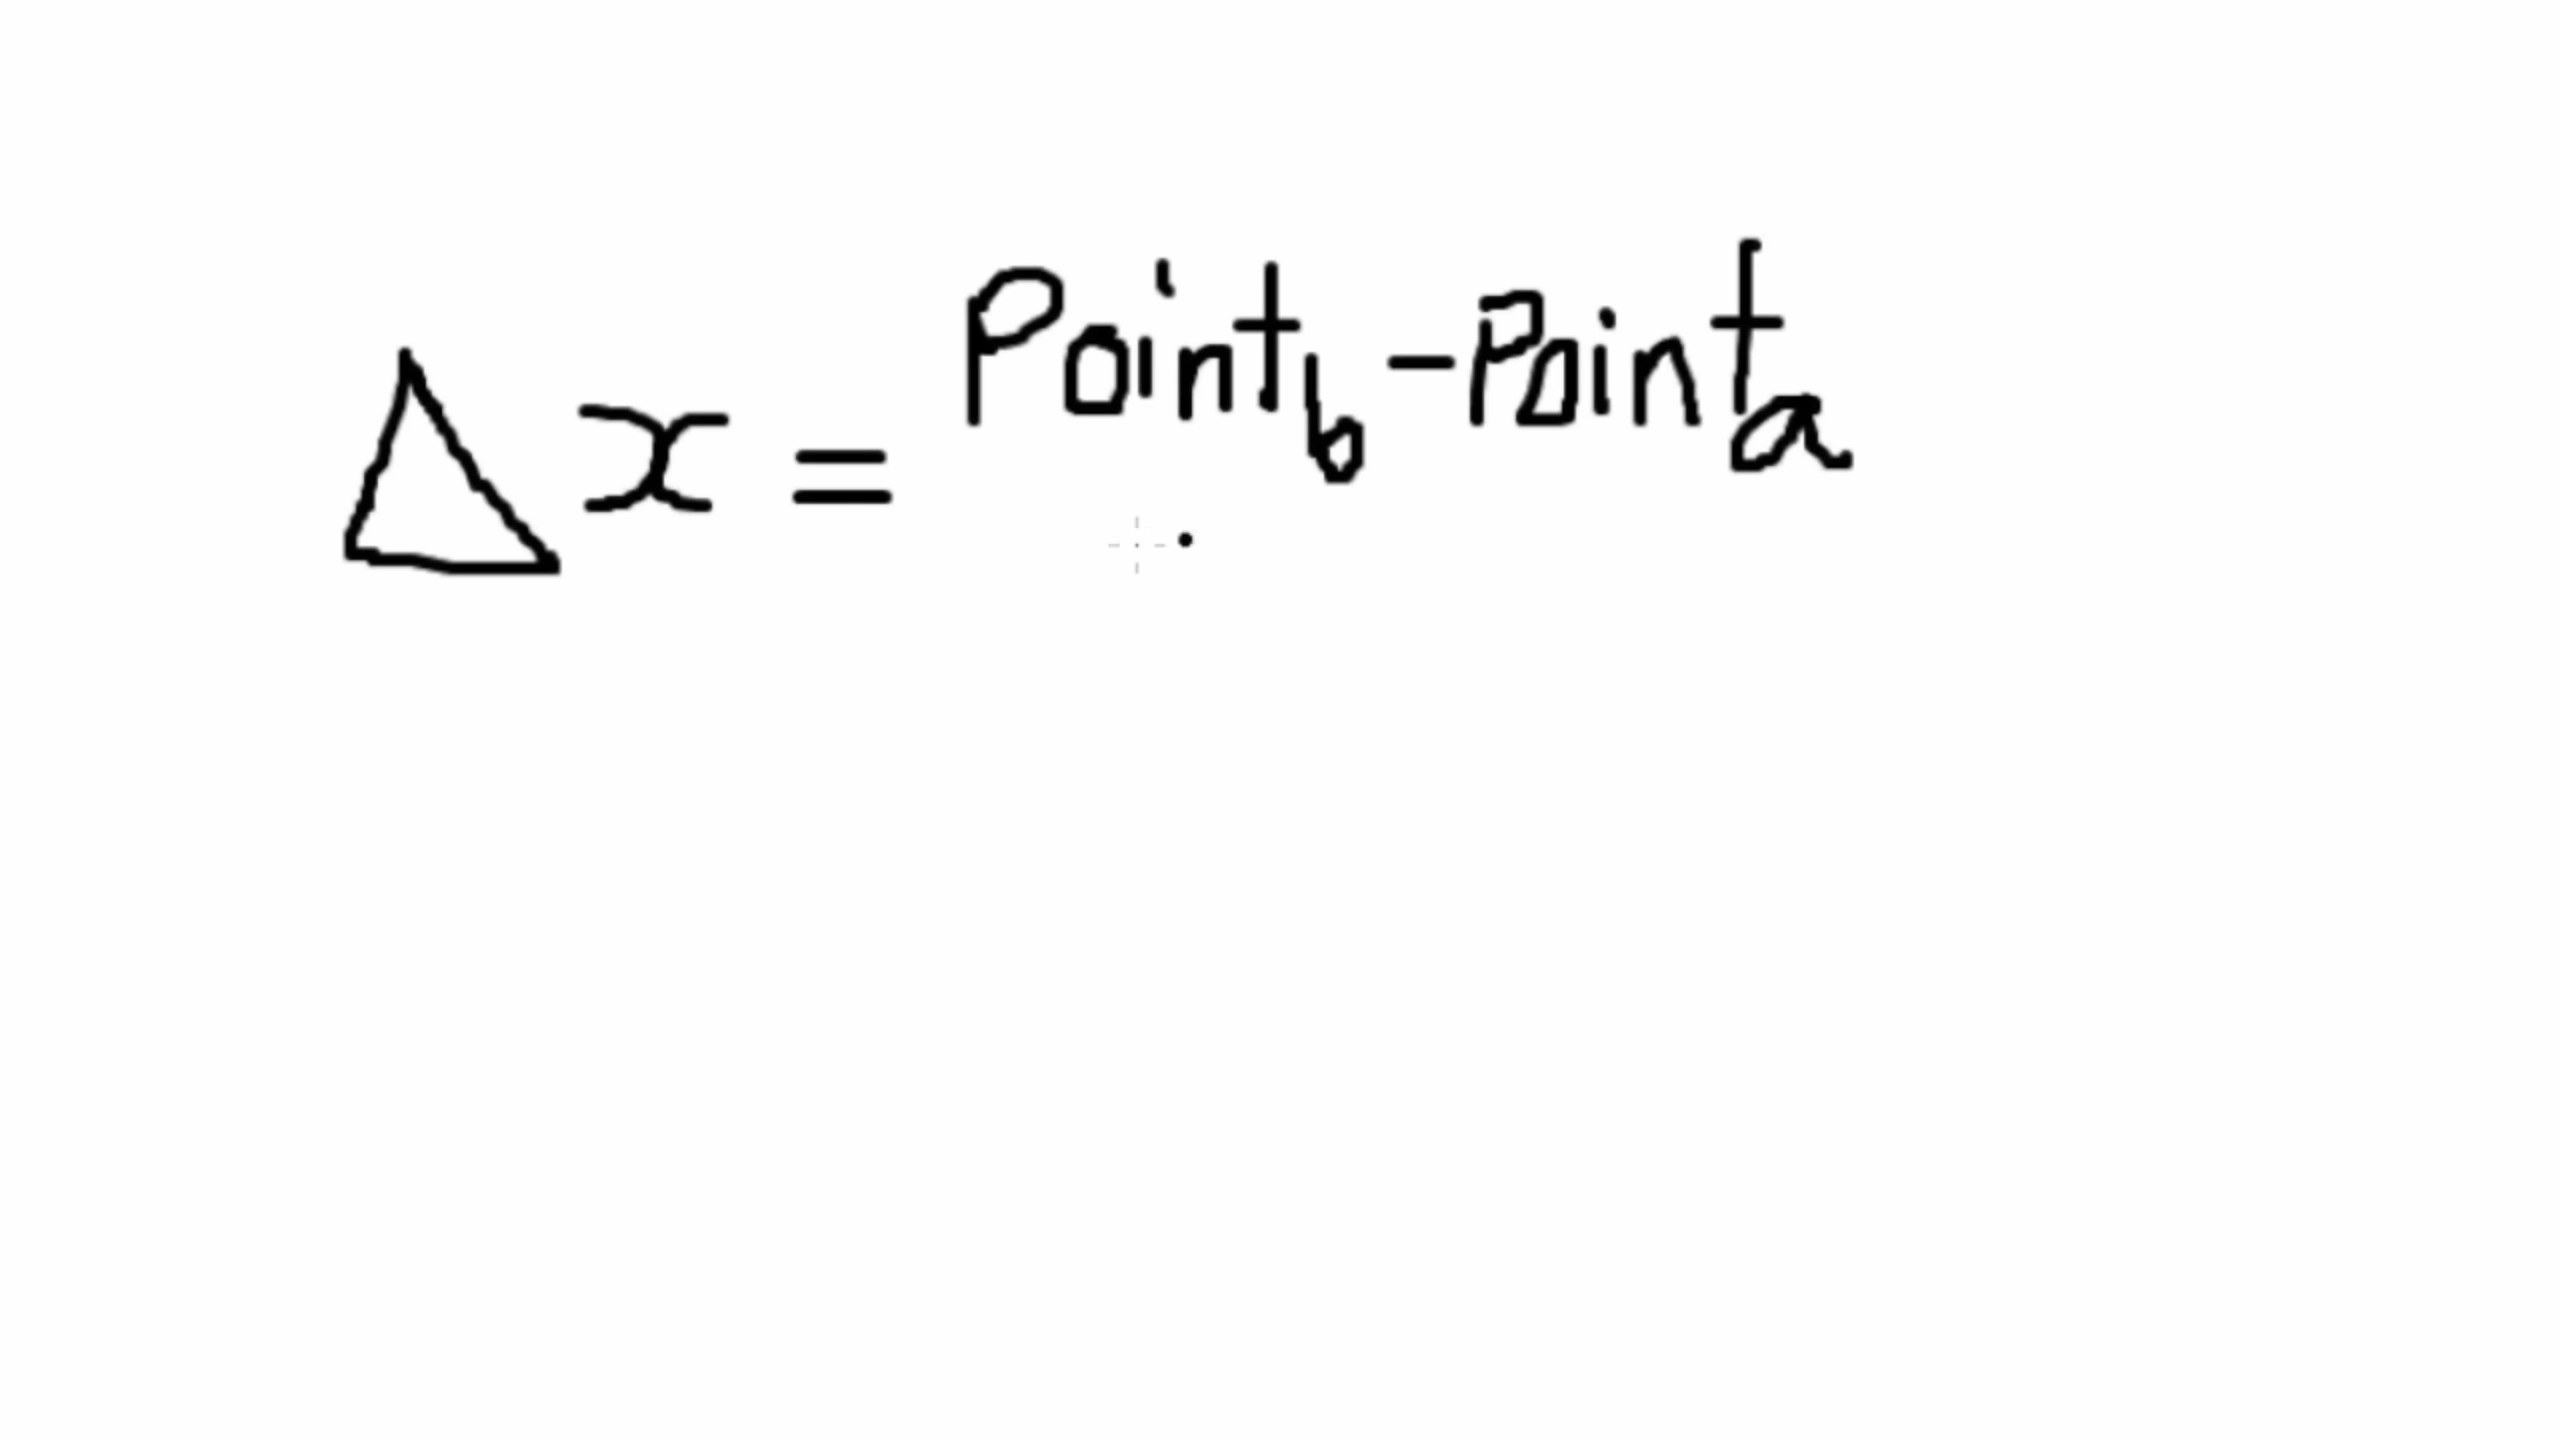 Δx = Point_b - Point_a